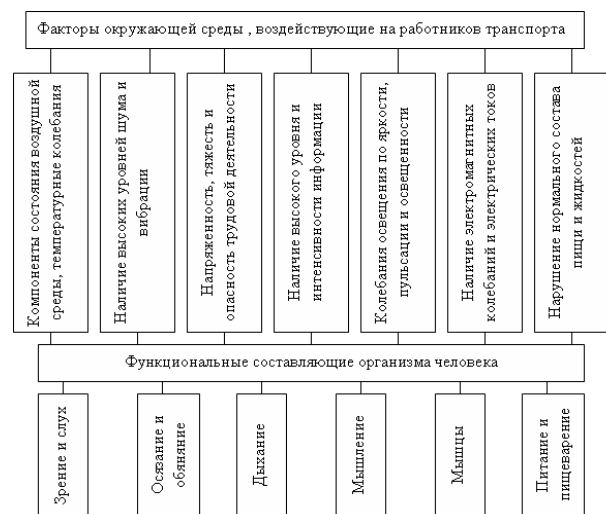 Факторы окружающей среды , воздействующие на работников транспорта
Компоненты состояния воздушной
среды, температурные колебания
Наличие высоких уровней шума и
вибрации
Напряженность, тяжесть и
опасность трудовой деятельности
Наличие высокого уровня и
интенсивности информации
Колебания освещения по яркости,
пульсации и освещенности
Наличие электромагнитных
колебаний и электрических токов
Нарушение нормального состава
пищи и жидкостей
Функциональные составляющие организма человека
Зрение и слух
Осязание и
обяняние
Дыхание
Мышление
Мышцы
Питание и
пищеварение